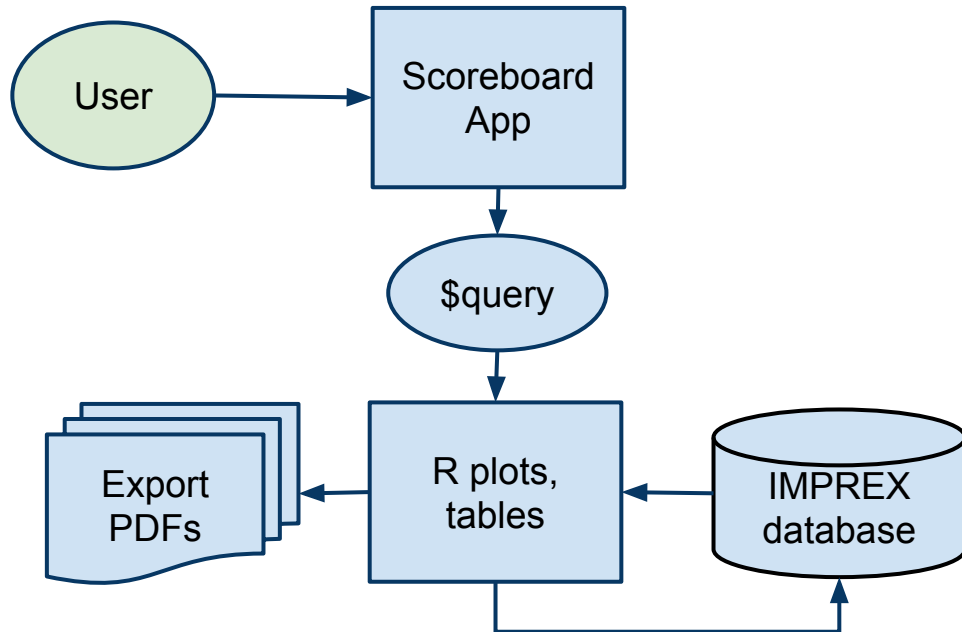 User
Scoreboard
App
$query
Export
PDFs
R plots,
tables
IMPREX
database